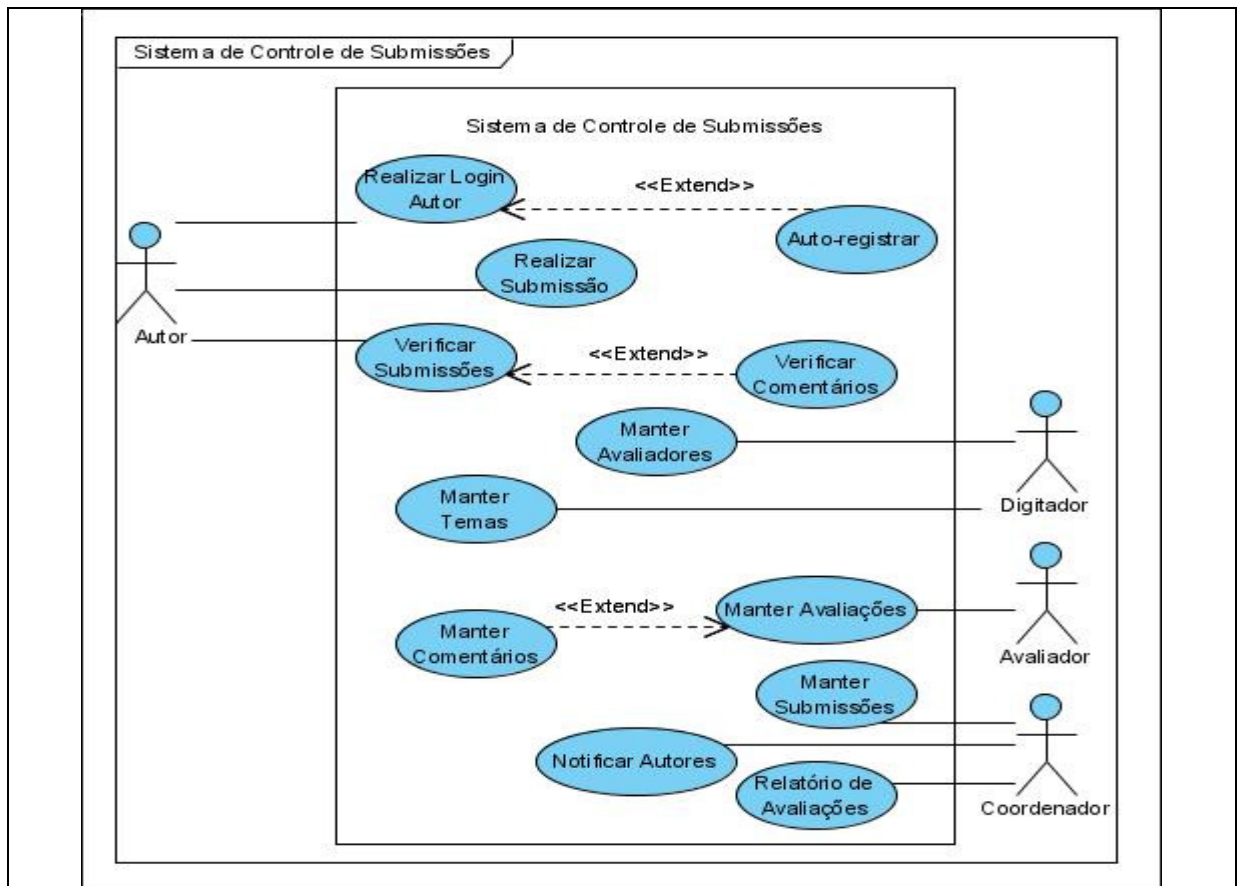 Sistema de Controle de Submissões
Sistema de Controle de Submissões
Realizar Login
Autor
<<Extend>>
Auto-registrar
Realizar
Submissão
Autor
Verificar
Submissões
<<Extend>>
Verificar
Comentários
Manter
Avaliadores
Digitador
Manter
Temas
<<Extend>>
Manter Avaliações
Manter
Comentários
Avaliador
Manter
Submissões
Notificar Autores
Relatório de
Avaliações
Coordenador